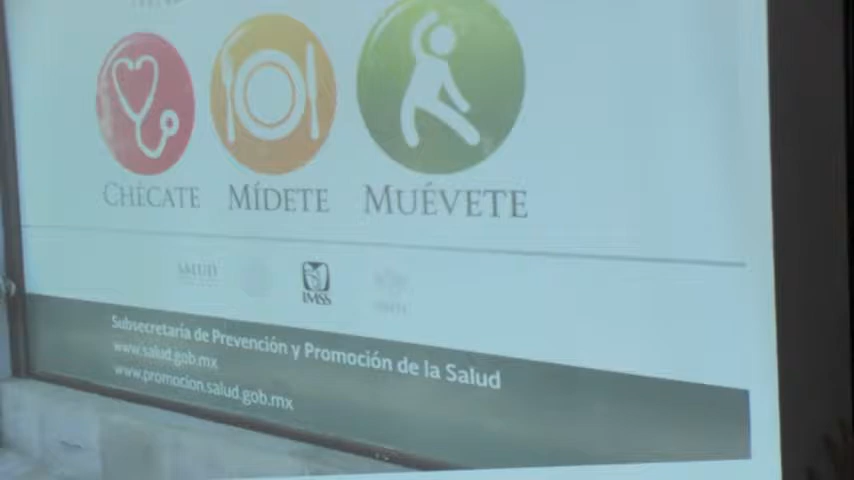 CHÉCATE MÍDETE MUÉVETE
SALUD
IMSS
Subsecretaría de Prevención y Promoción de la Salud
www.salud.gob.mx
www.promocion.salud.gob.mx